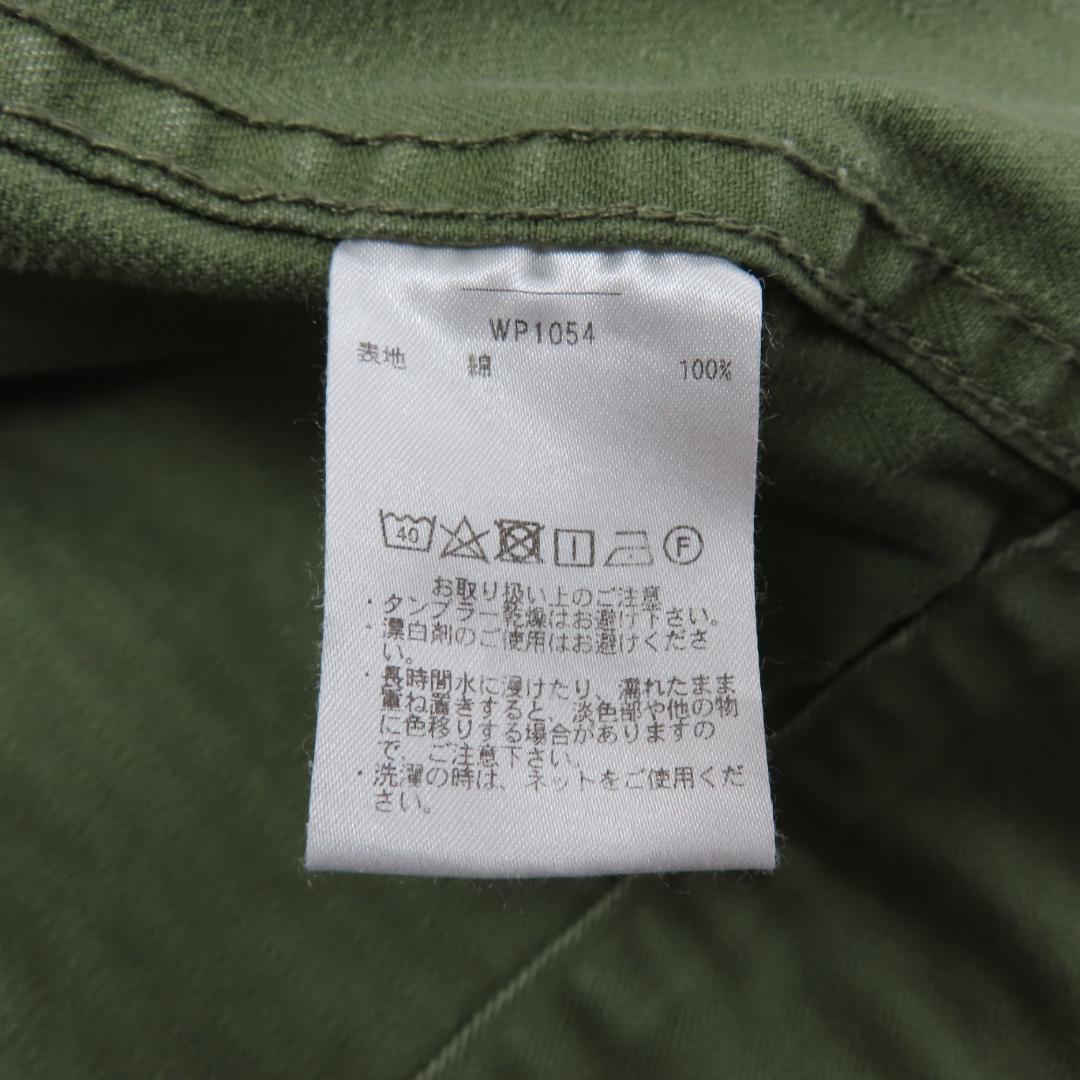 WP1054
表地 綿 100%
40 F
お取り扱い上のご注意
・タンブラー乾燥はお避け下さい。
・漂白剤のご使用はお避けくださ
い。
・長時間水に浸けたり、濡れたまま
重ね置きすると、淡色部や他の物
に色移りする場合がありますの
で、ご注意下さい。
・洗濯の時は、ネットをご使用くだ
さい。